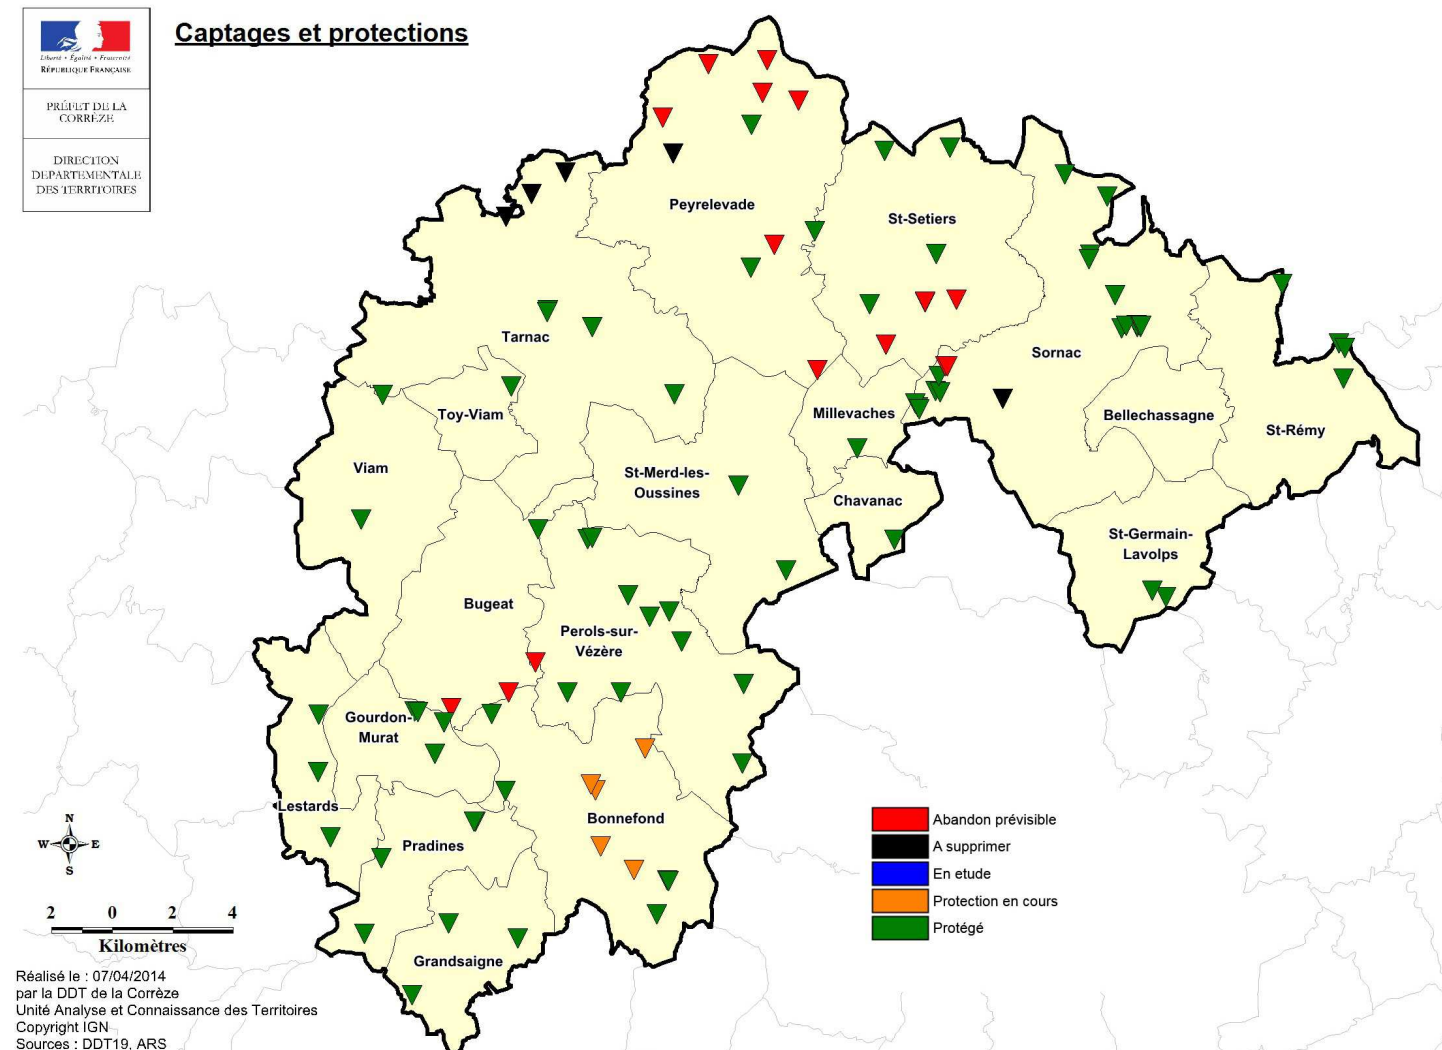 Captages et protections
Liberté • Égalité • Fraternité
RÉPUBLIQUE FRANÇAISE
PRÉFET DE LA
CORRÈZE
DIRECTION
DEPARTEMENTALE
DES TERRITOIRES
Peyrelevade
St-Setiers
Tarnac
Sornac
Toy-Viam
Millevaches
Bellechassagne
St-Rémy
Viam
St-Merd-les-
Oussines
Chavanac
St-Germain-
Lavolps
Bugeat
Perols-sur-
Vézère
Gourdon-
Murat
Lestards
Bonnefond
Pradines
Grandsaigne
Abandon prévisible
A supprimer
En etude
Protection en cours
Protégé
N
W E
S
2 0 2 4
Kilomètres
Réalisé le : 07/04/2014
par la DDT de la Corrèze
Unité Analyse et Connaissance des Territoires
Copyright IGN
Sources : DDT19, ARS